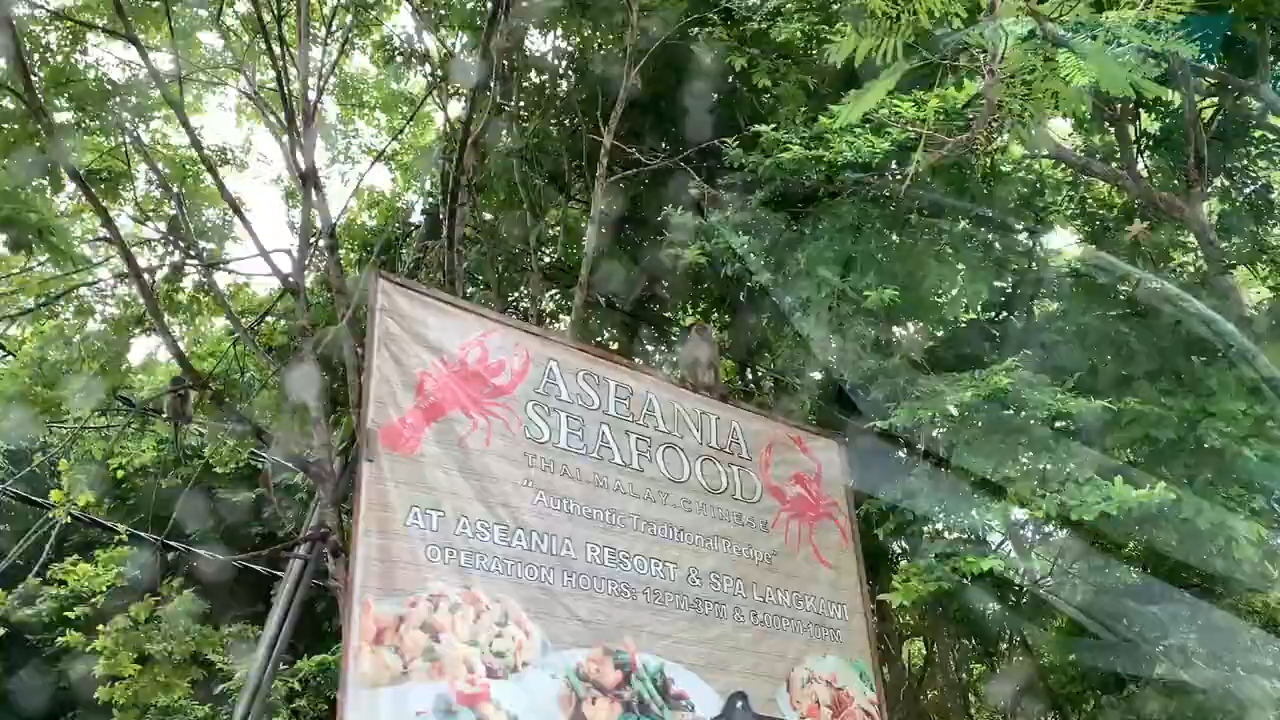 ASEANIA
SEAFOOD
THAI.MALAY.CHINESE
"Authentic Traditional Recipe"
AT ASEANIA RESORT & SPA LANGKAWI
OPERATION HOURS: 12PM-3PM & 6:00PM-10PM